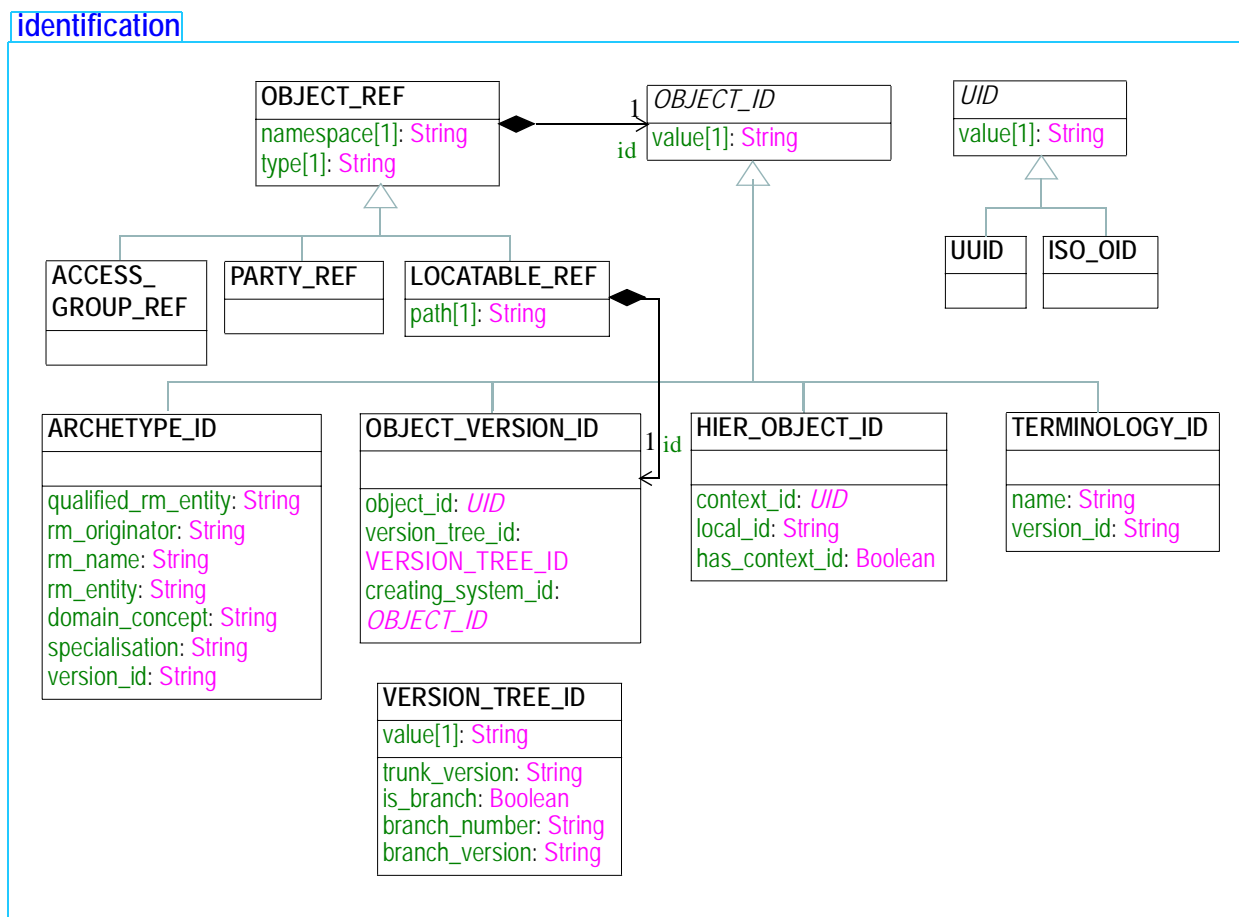 identification
OBJECT_REF
namespace[1]: String
type[1]: String
1
id
OBJECT_ID
value[1]: String
UID
value[1]: String
ACCESS_
GROUP_REF
PARTY_REF
LOCATABLE_REF
path[1]: String
UUID
ISO_OID
ARCHETYPE_ID
qualified_rm_entity: String
rm_originator: String
rm_name: String
rm_entity: String
domain_concept: String
specialisation: String
version_id: String
OBJECT_VERSION_ID
object_id: UID
version_tree_id:
VERSION_TREE_ID
creating_system_id:
OBJECT_ID
1 id
HIER_OBJECT_ID
context_id: UID
local_id: String
has_context_id: Boolean
TERMINOLOGY_ID
name: String
version_id: String
VERSION_TREE_ID
value[1]: String
trunk_version: String
is_branch: Boolean
branch_number: String
branch_version: String